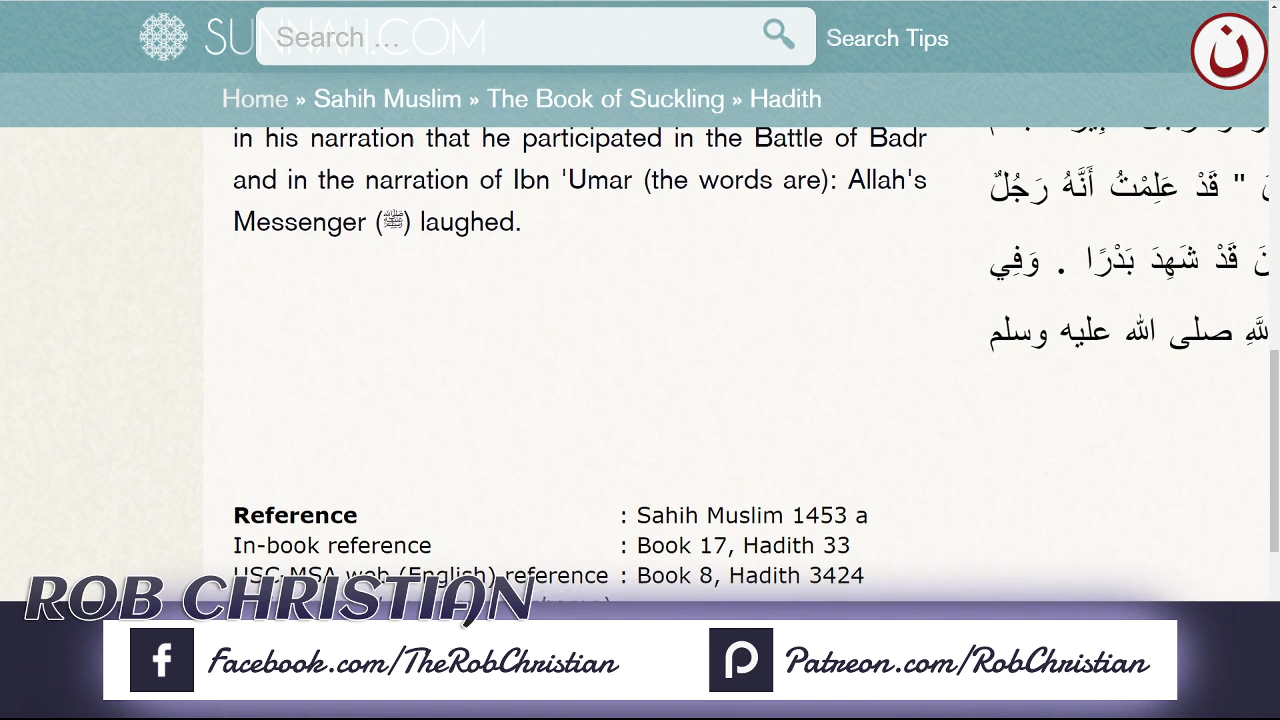 SUNNAH.COM
Search ...
Search Tips
ن
Home » Sahih Muslim » The Book of Suckling » Hadith
in his narration that he participated in the Battle of Badr
and in the narration of Ibn 'Umar (the words are): Allah's
Messenger (ﷺ) laughed.
" قَدْ عَلِمْتُ أَنَّهُ رَجُلٌ
قَدْ شَهِدَ بَدْرًا . وَفِي
صلى الله عليه وسلم
Reference : Sahih Muslim 1453 a
In-book reference : Book 17, Hadith 33
USC-MSA web (English) reference : Book 8, Hadith 3424
ROB CHRISTIAN
Facebook.com/TheRobChristian
Patreon.com/RobChristian